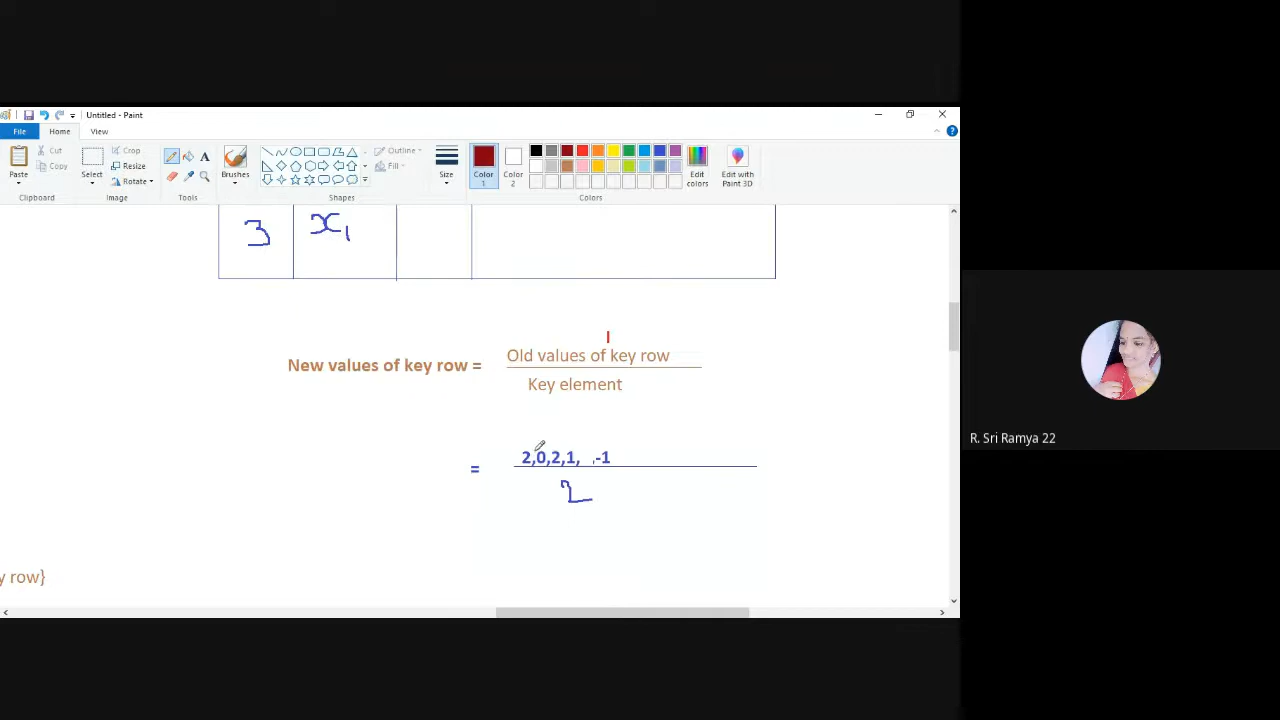 Untitled - Paint
File Home View
Paste
Cut
Copy
Clipboard
Select
Crop
Resize
Rotate
Image
Tools
Brushes
Shapes
Outline
Fill
Size
Color 1
Color 2
Edit colors
Colors
Edit with Paint 3D
3 x₁
I
New values of key row = Old values of key row
Key element
= 2,0,2,1, ,-1
2
y row}
R. Sri Ramya 22